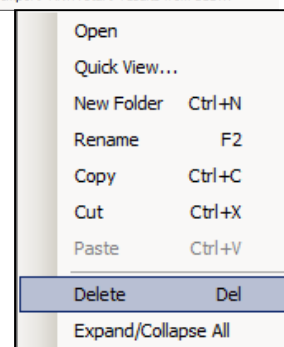 Open
Quick View...
New Folder Ctrl+N
Rename F2
Copy Ctrl+C
Cut Ctrl+X
Paste Ctrl+V
Delete Del
Expand/Collapse All